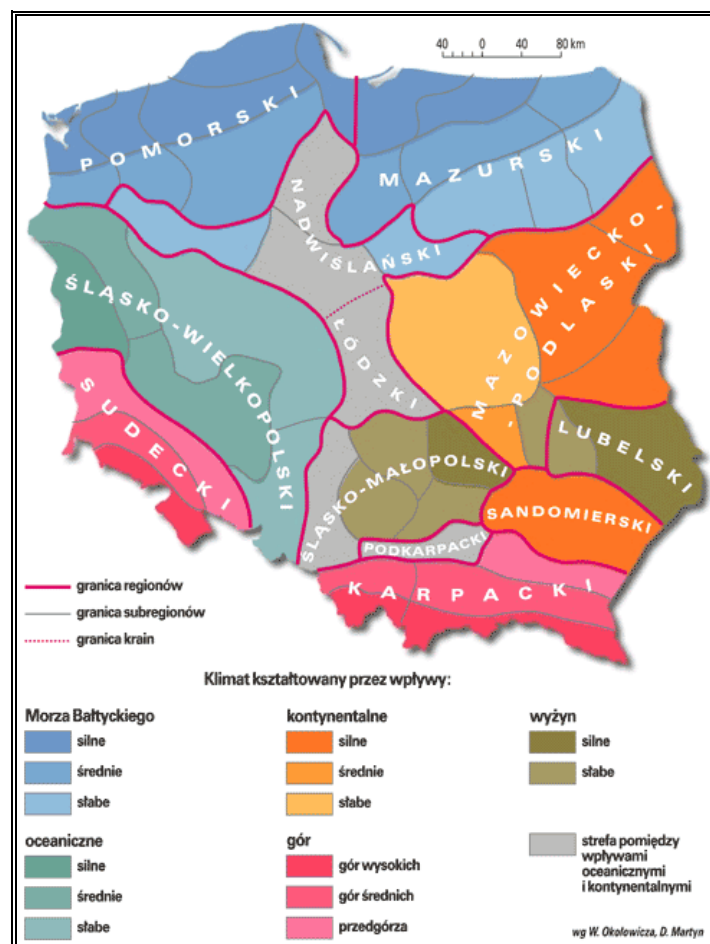 40 0 40 80 km
POMORSKI
MAZURSKI
NADWIŚLAŃSKI
MAZOWIECKO-
-PODLASKI
ŚLĄSKO-WIELKOPOLSKI
ŁÓDZKI
SUDECKI
LUBELSKI
ŚLĄSKO-MAŁOPOLSKI
SANDOMIERSKI
PODKARPACKI
KARPACKI
granica regionów
granica subregionów
granica krain
Klimat kształtowany przez wpływy:
Morza Bałtyckiego
silne
średnie
słabe
kontynentalne
silne
średnie
słabe
wyżyn
silne
słabe
oceaniczne
silne
średnie
słabe
gór
gór wysokich
gór średnich
przedgórza
strefa pomiędzy
wpływami
oceanicznymi
i kontynentalnymi
wg W. Okołowicza, D. Martyn